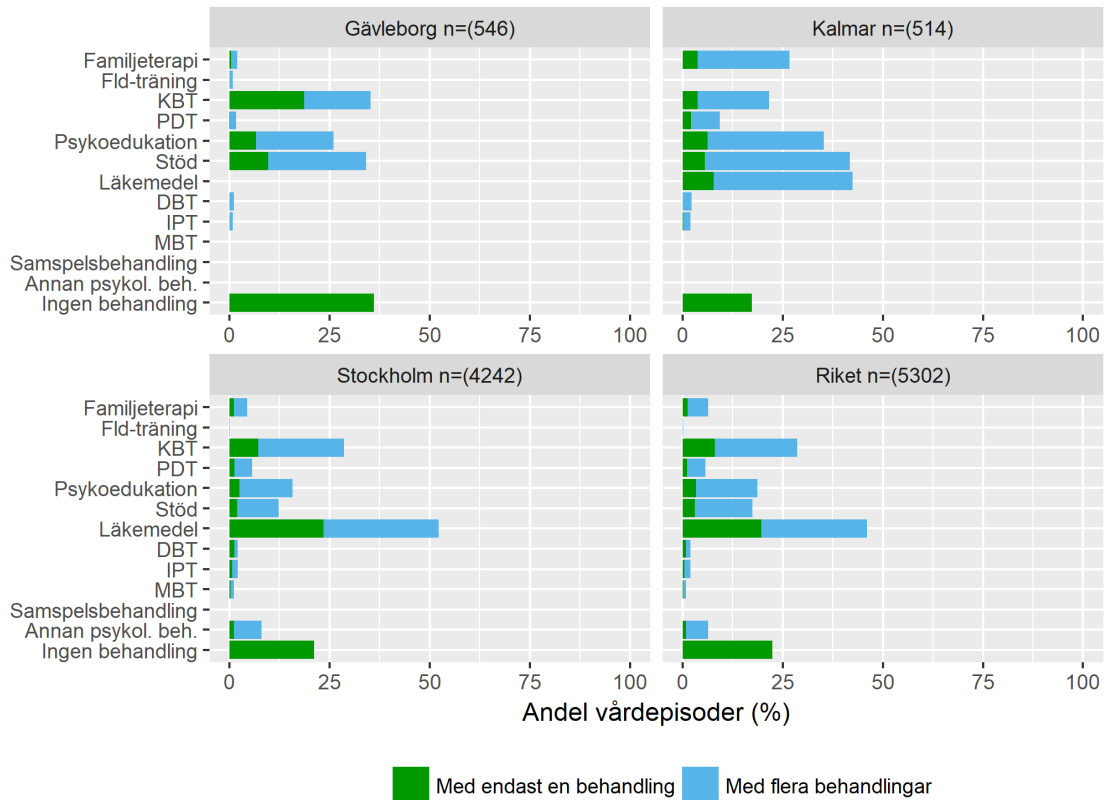 Gävleborg n=(546)
Kalmar n=(514)
Familjeterapi
Fld-träning
KBT
PDT
Psykoedukation
Stöd
Läkemedel
DBT
IPT
MBT
Samspelsbehandling
Annan psykol. beh.
Ingen behandling
0 25 50 75 100
0 25 50 75 100
Stockholm n=(4242)
Riket n=(5302)
Familjeterapi
Fld-träning
KBT
PDT
Psykoedukation
Stöd
Läkemedel
DBT
IPT
MBT
Samspelsbehandling
Annan psykol. beh.
Ingen behandling
0 25 50 75 100
0 25 50 75 100
Andel vårdepisoder (%)
Med endast en behandling
Med flera behandlingar